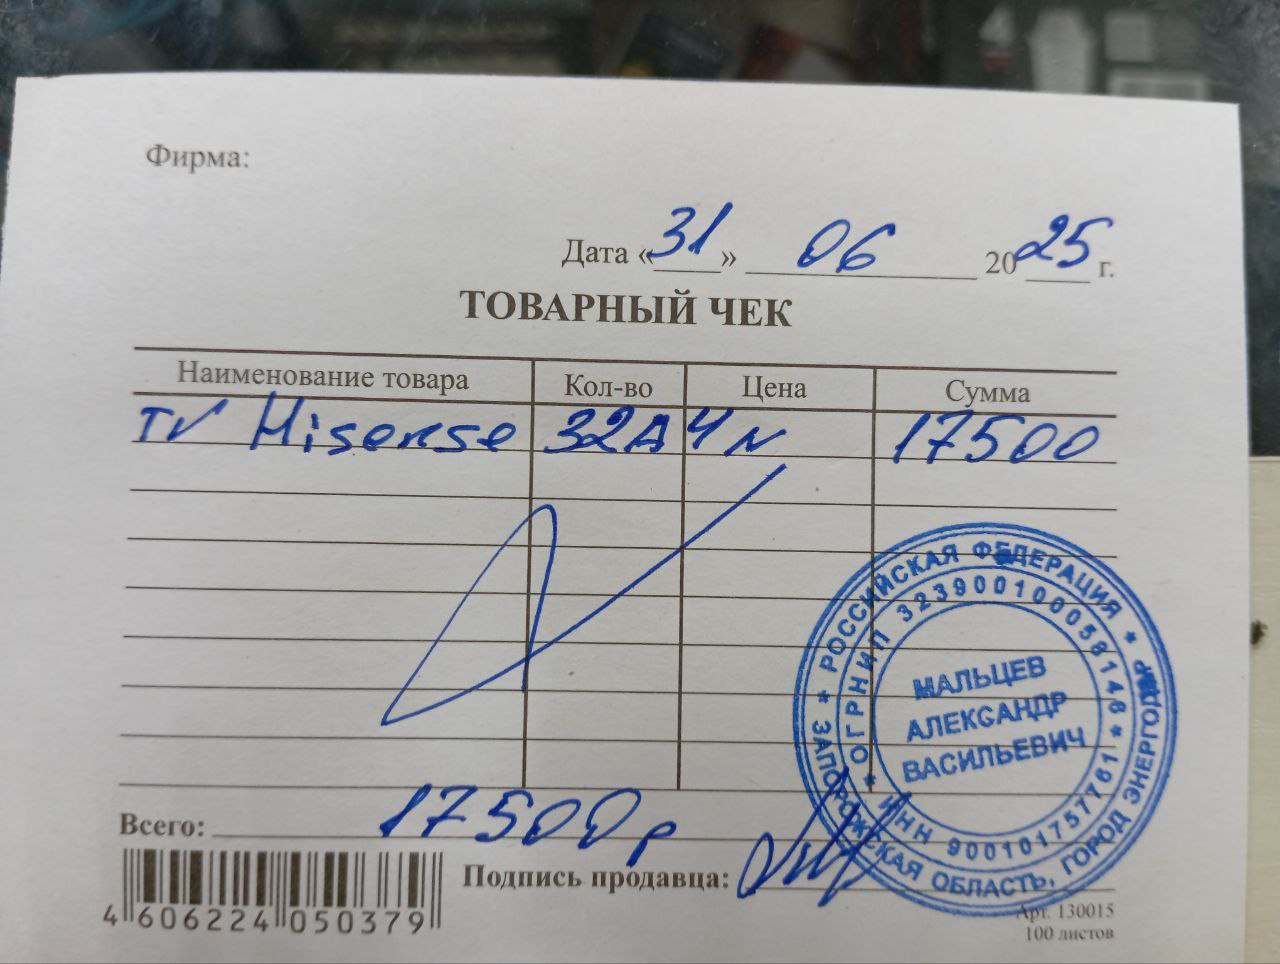 Фирма:
Дата «31» 06 2025 г.
ТОВАРНЫЙ ЧЕК
Наименование товара Кол-во Цена Сумма
TV Hisense 32A4N 17500
Всего: 17500р
Подпись продавца:
4 606224 050379
Арт. 130015
100 листов
* РОССИЙСКАЯ ФЕДЕРАЦИЯ *
ЗАПОРОЖСКАЯ ОБЛАСТЬ, ГОРОД ЭНЕРГОДАР
* ОГРНИП 323900100058148 *
ИНН 900101757761
МАЛЬЦЕВ
АЛЕКСАНДР
ВАСИЛЬЕВИЧ